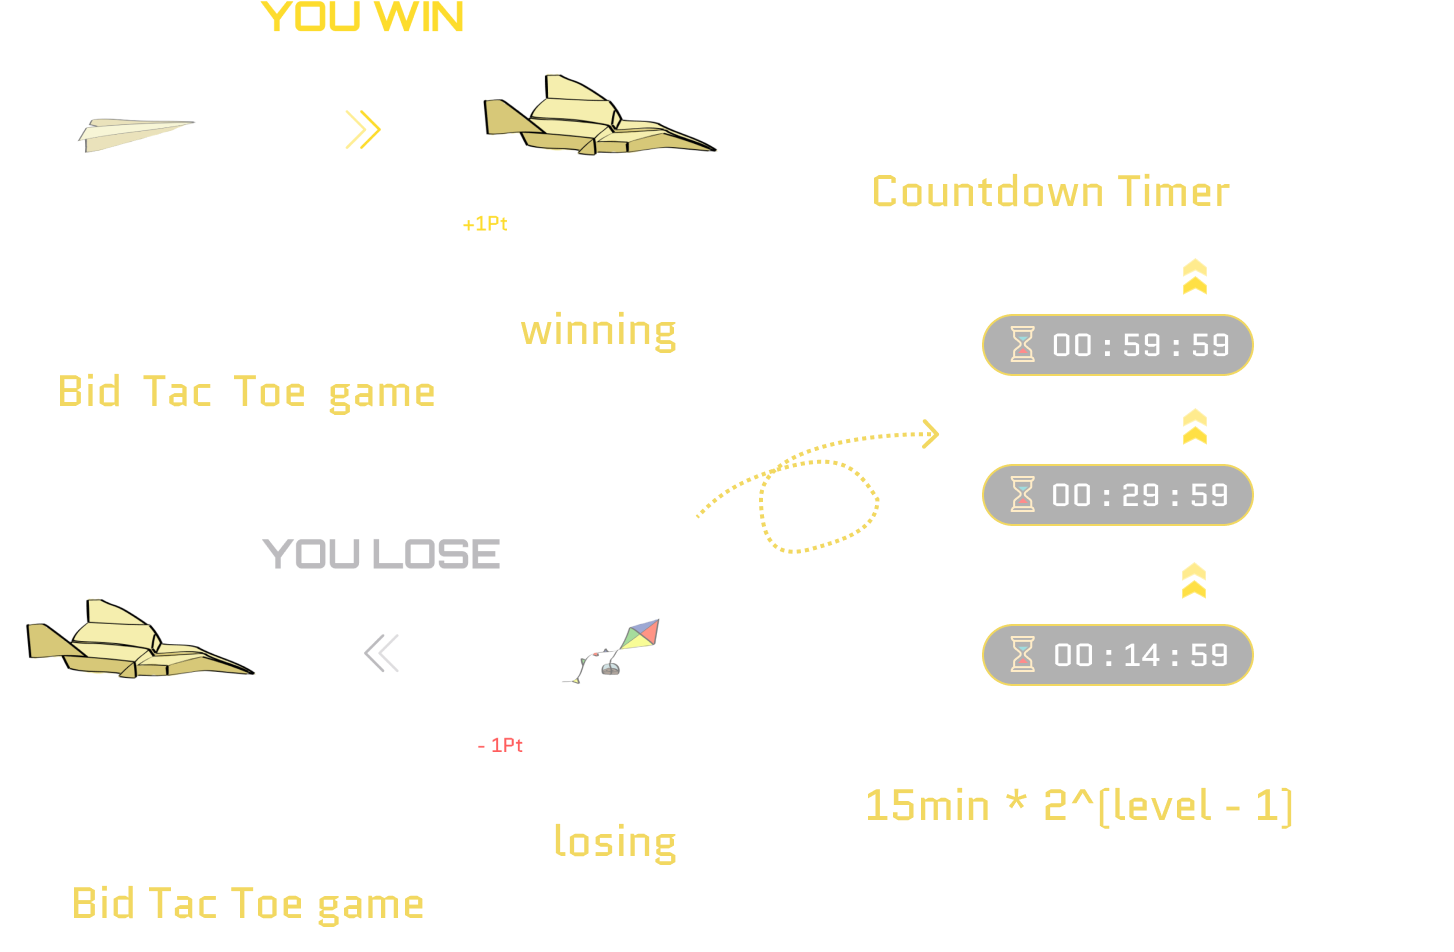 YOU WIN
+1Pt
winning
Bid Tac Toe game
YOU LOSE
- 1Pt
losing
Bid Tac Toe game
Countdown Timer
00 : 59 : 59
00 : 29 : 59
00 : 14 : 59
15min * 2^(level - 1)